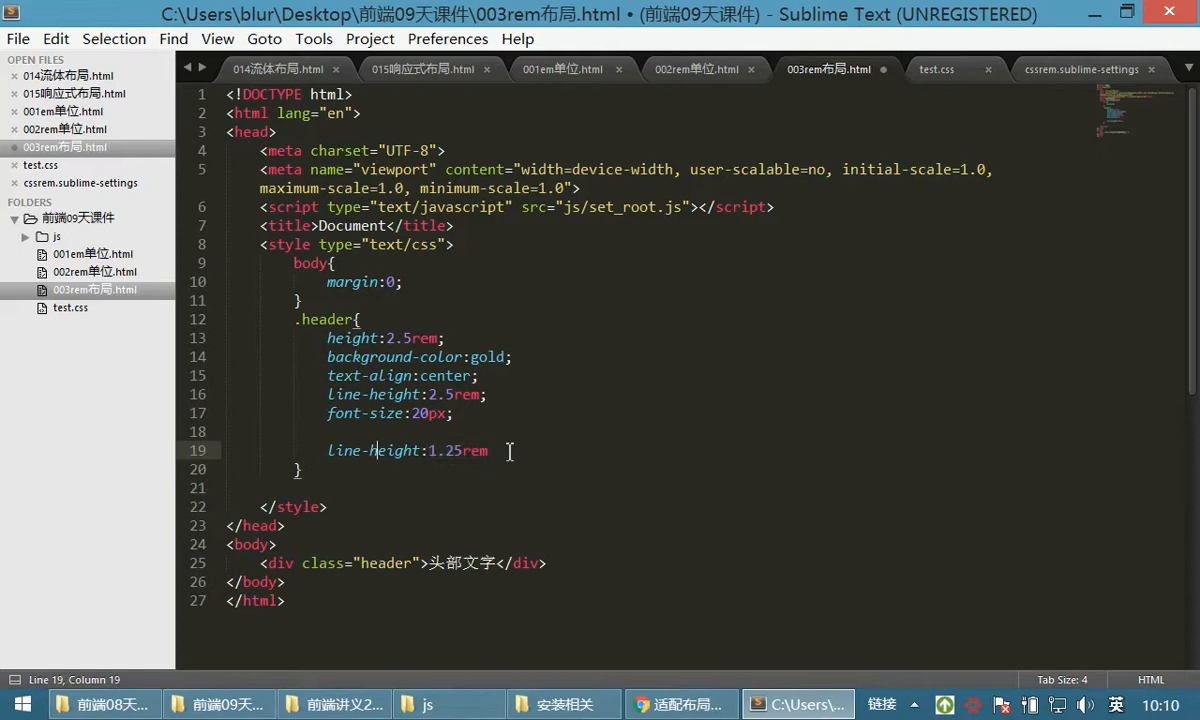 C:\Users\blur\Desktop\前端09天课件\003rem布局.html • (前端09天课件) - Sublime Text (UNREGISTERED)
File Edit Selection Find View Goto Tools Project Preferences Help
OPEN FILES
014流体布局.html
015响应式布局.html
001em单位.html
002rem单位.html
003rem布局.html
test.css
cssrem.sublime-settings
FOLDERS
前端09天课件
js
001em单位.html
002rem单位.html
003rem布局.html
test.css
014流体布局.html 015响应式布局.html 001em单位.html 002rem单位.html 003rem布局.html test.css cssrem.sublime-settings
1 <!DOCTYPE html>
2 <html lang="en">
3 <head>
4 <meta charset="UTF-8">
5 <meta name="viewport" content="width=device-width, user-scalable=no, initial-scale=1.0,
maximum-scale=1.0, minimum-scale=1.0">
6 <script type="text/javascript" src="js/set_root.js"></script>
7 <title>Document</title>
8 <style type="text/css">
9 body{
10 margin:0;
11 }
12 .header{
13 height:2.5rem;
14 background-color:gold;
15 text-align:center;
16 line-height:2.5rem;
17 font-size:20px;
18
19 line-height:1.25rem
20 }
21
22 </style>
23 </head>
24 <body>
25 <div class="header">头部文字</div>
26 </body>
27 </html>
Line 19, Column 19 Tab Size: 4 HTML
前端08天... 前端09天... 前端讲义2... js 安装相关 适配布局... C:\Users\... 链接 英 10:10